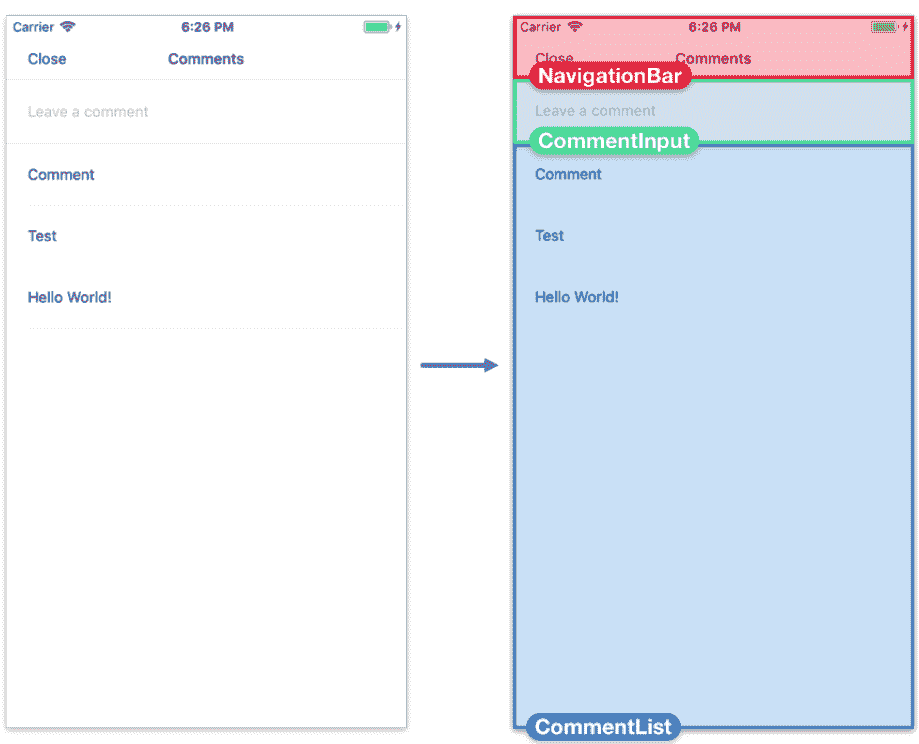 Carrier 6:26 PM
Close Comments
Leave a comment
Comment
Test
Hello World!
Carrier 6:26 PM
Close Comments
NavigationBar
Leave a comment
CommentInput
Comment
Test
Hello World!
CommentList